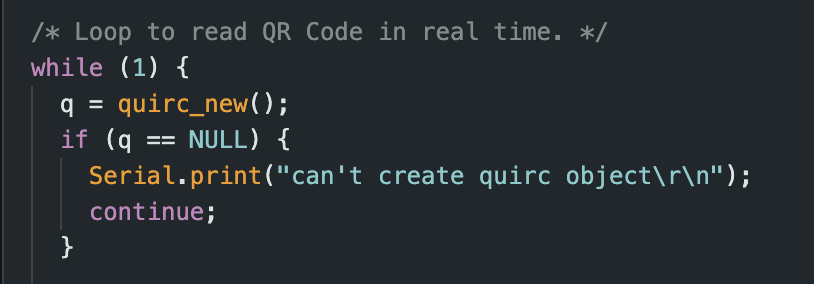 /* Loop to read QR Code in real time. */
while (1) {
  q = quirc_new();
  if (q == NULL) {
    Serial.print("can't create quirc object\r\n");
    continue;
  }